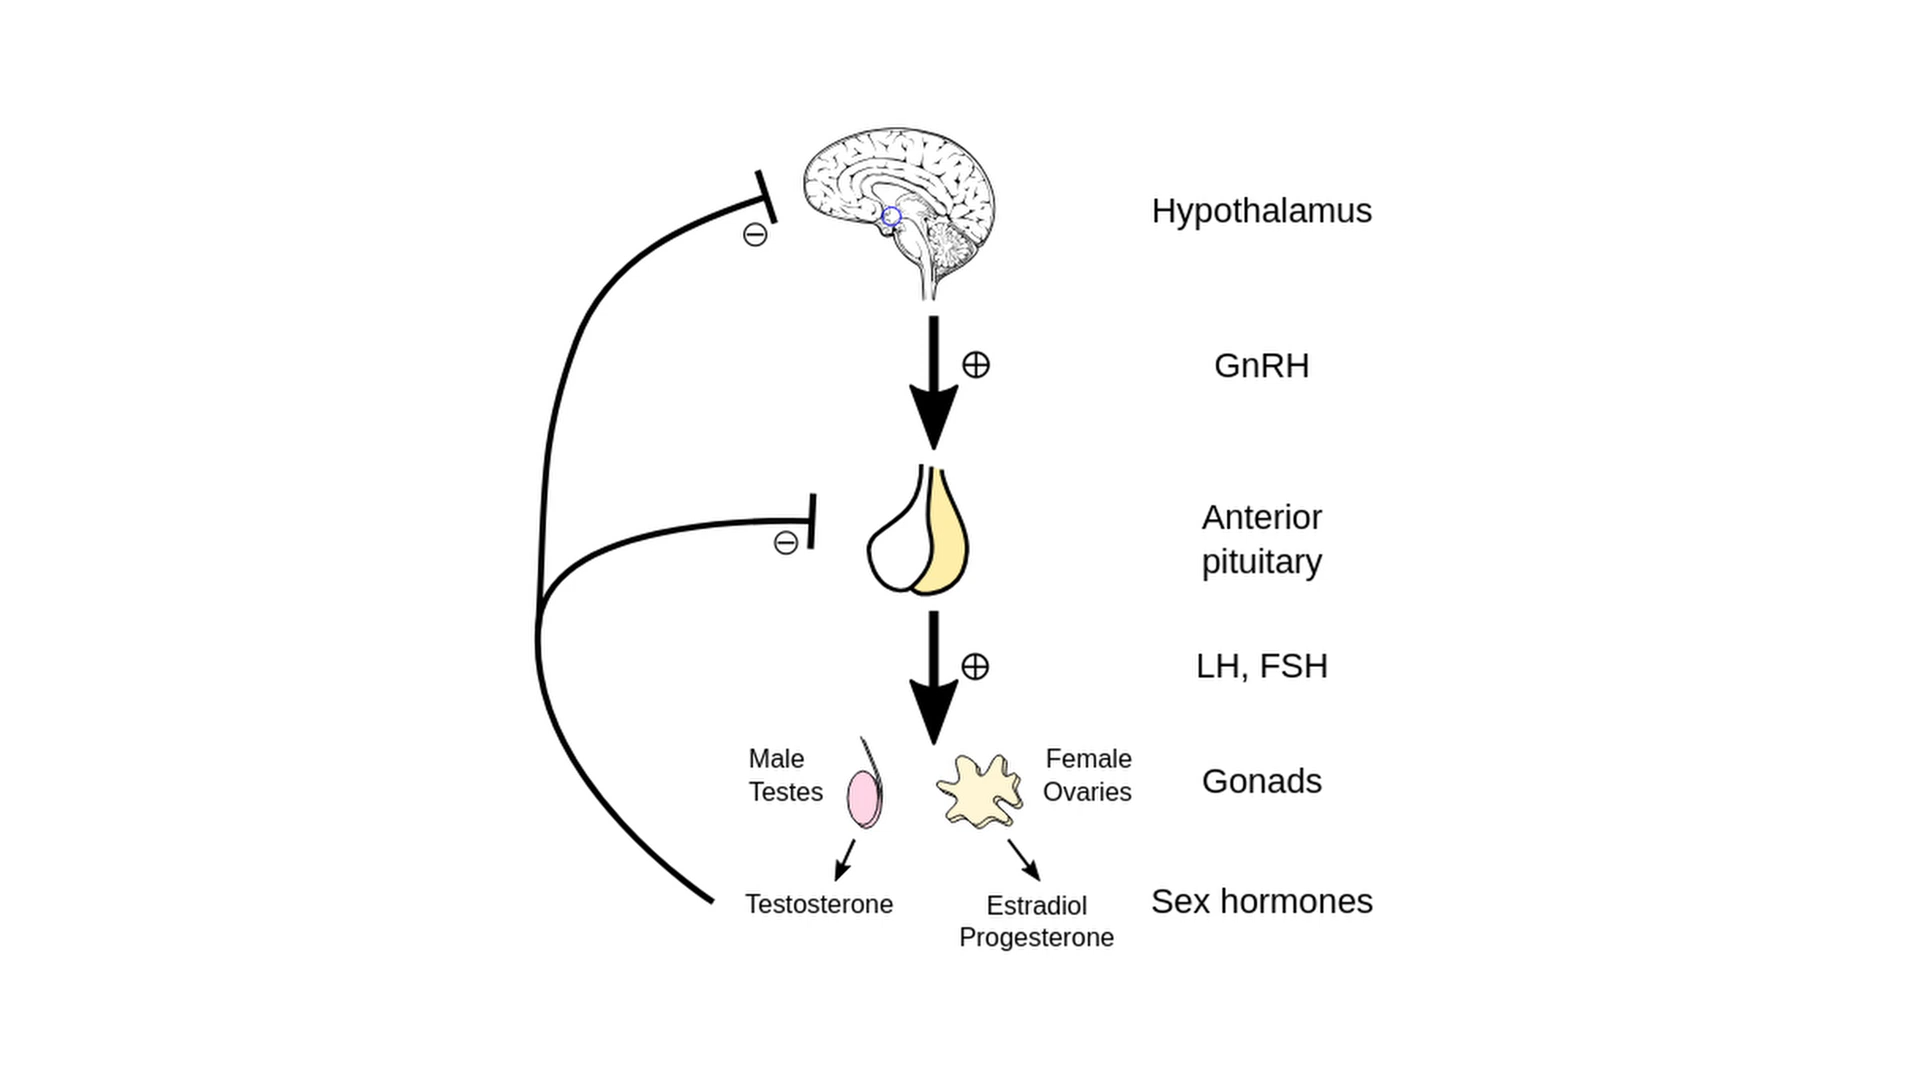 Hypothalamus
⊖
⊕
GnRH
Anterior
pituitary
⊖
⊕
LH, FSH
Male
Testes
Female
Ovaries
Gonads
Testosterone
Estradiol
Progesterone
Sex hormones